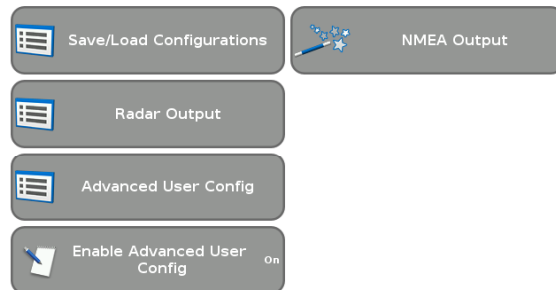 Save/Load Configurations
NMEA Output
Radar Output
Advanced User Config
Enable Advanced User
Config
On